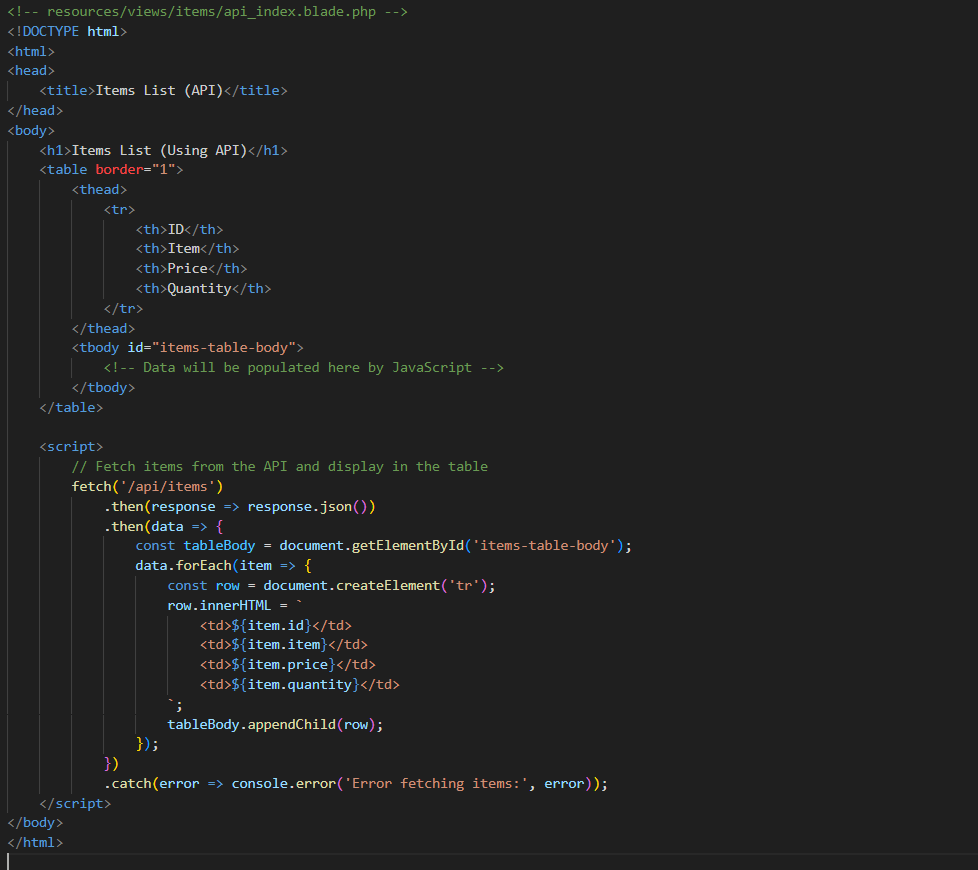 <!-- resources/views/items/api_index.blade.php -->
<!DOCTYPE html>
<html>
<head>
    <title>Items List (API)</title>
</head>
<body>
    <h1>Items List (Using API)</h1>
    <table border="1">
        <thead>
            <tr>
                <th>ID</th>
                <th>Item</th>
                <th>Price</th>
                <th>Quantity</th>
            </tr>
        </thead>
        <tbody id="items-table-body">
            <!-- Data will be populated here by JavaScript -->
        </tbody>
    </table>

    <script>
        // Fetch items from the API and display in the table
        fetch('/api/items')
            .then(response => response.json())
            .then(data => {
                const tableBody = document.getElementById('items-table-body');
                data.forEach(item => {
                    const row = document.createElement('tr');
                    row.innerHTML = `
                        <td>${item.id}</td>
                        <td>${item.item}</td>
                        <td>${item.price}</td>
                        <td>${item.quantity}</td>
                    `;
                    tableBody.appendChild(row);
                });
            })
            .catch(error => console.error('Error fetching items:', error));
    </script>
</body>
</html>